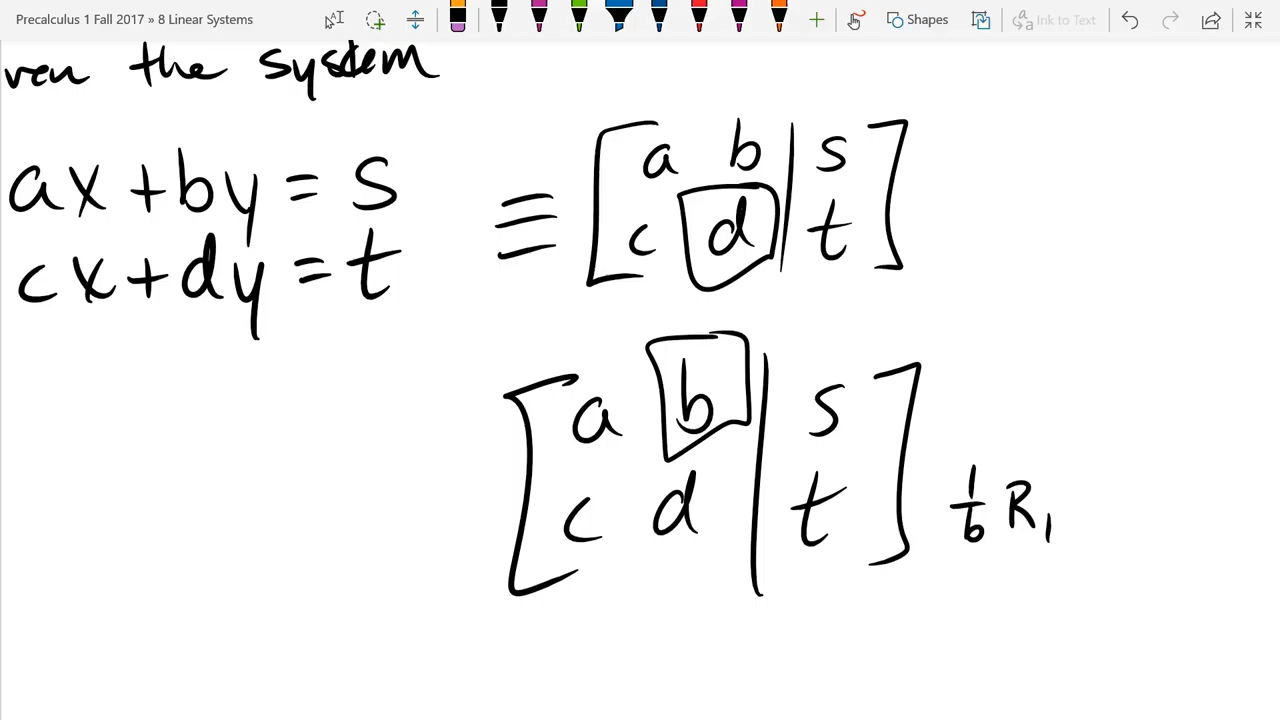 Precalculus 1 Fall 2017 » 8 Linear Systems
Shapes
Ink to Text
ven the system
ax + by = s
cx + dy = t
≡
a b | s
c d | t
a b | s
c d | t
1/b R₁